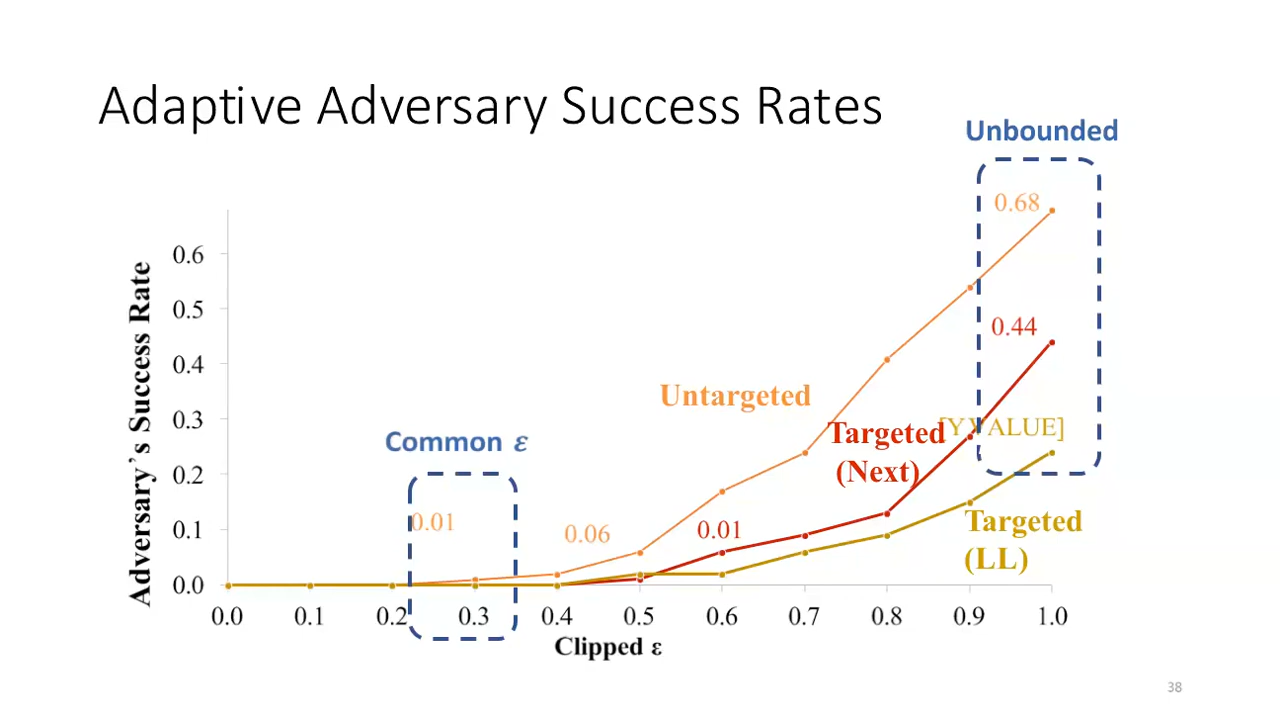 Adaptive Adversary Success Rates
Unbounded
0.68
0.6
0.5
0.44
0.4
Untargeted
0.3
Targeted
(Next)
[Y VALUE]
Common ε
0.2
0.01
0.06
0.01
0.1
Targeted
(LL)
0.0
Adversary's Success Rate
0.0 0.1 0.2 0.3 0.4 0.5 0.6 0.7 0.8 0.9 1.0
Clipped ε
38